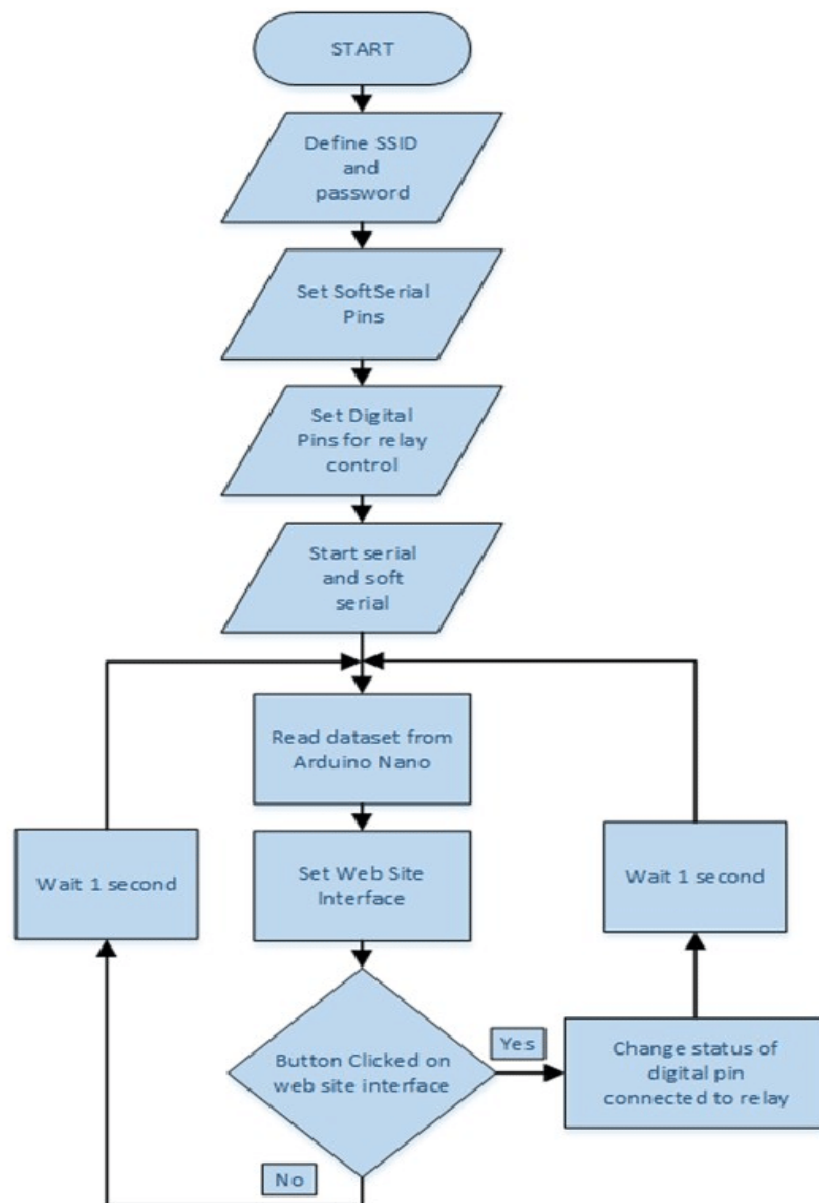 START
Define SSID
and
password
Set SoftSerial
Pins
Set Digital
Pins for relay
control
Start serial
and soft
serial
Read dataset from
Arduino Nano
Wait 1 second
Set Web Site
Interface
Wait 1 second
Button Clicked on
web site interface
Yes
Change status of
digital pin
connected to relay
No